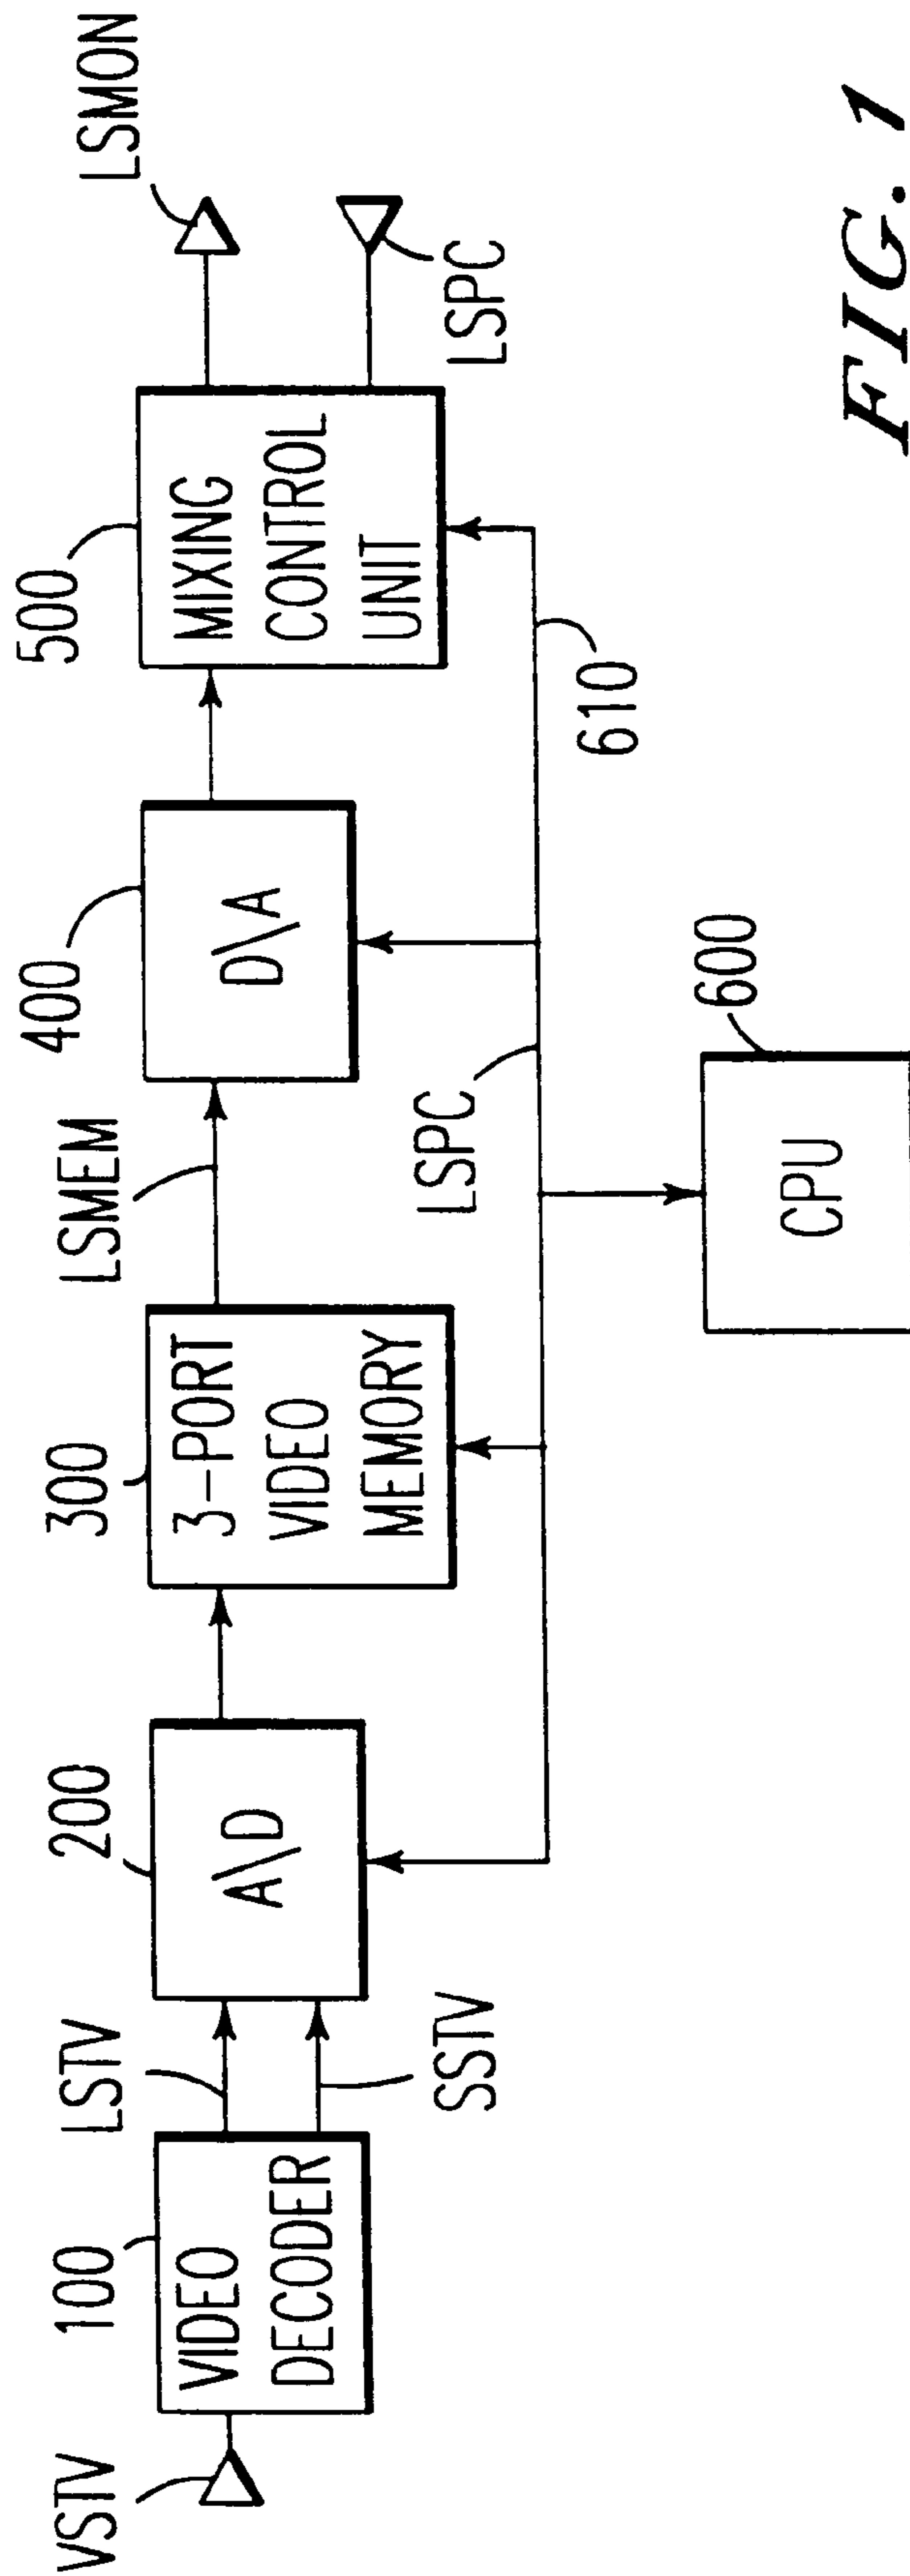 VSTV
100
VIDEO
DECODER
LSTV
SSTV
200
A\D
300
3-PORT
VIDEO
MEMORY
LSMEM
400
D\A
500
MIXING
CONTROL
UNIT
LSMON
LSPC
LSPC
610
600
CPU
FIG. 1